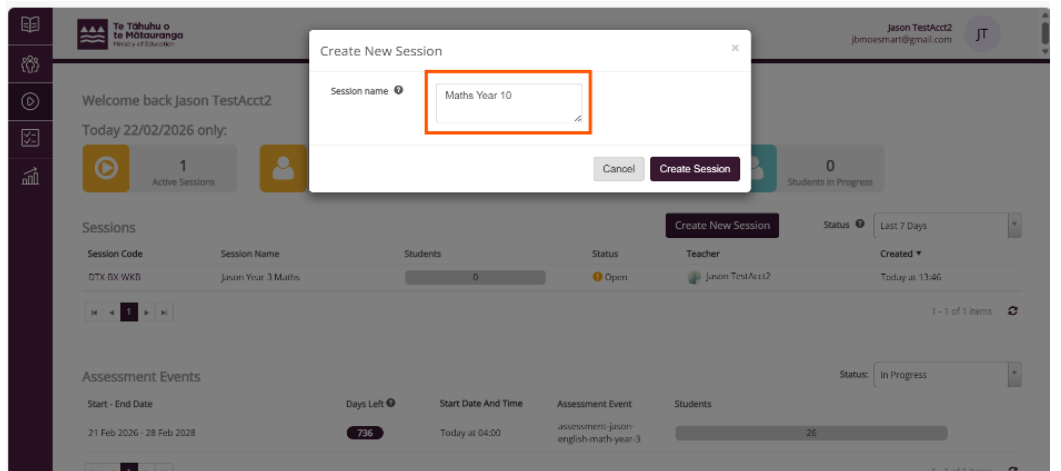 Te Tāhuhu o
te Mātauranga
Ministry of Education
Jason TestAcct2
jbmoesmart@gmail.com
JT
Create New Session
×
Session name
Maths Year 10
Cancel
Create Session
Welcome back Jason TestAcct2
Today 22/02/2026 only:
1
Active Sessions
0
Students in Progress
Sessions
Create New Session
Status
Last 7 Days
Session Code Session Name Students Status Teacher Created
DTX-BX-WKB Jason Year 3 Maths 0 Open Jason TestAcct2 Today at 13:46
1
1 - 1 of 1 items
Assessment Events
Status: In Progress
Start - End Date Days Left Start Date And Time Assessment Event Students
21 Feb 2026 - 28 Feb 2028 736 Today at 04:00 assessment-jason-english-math-year-3 26